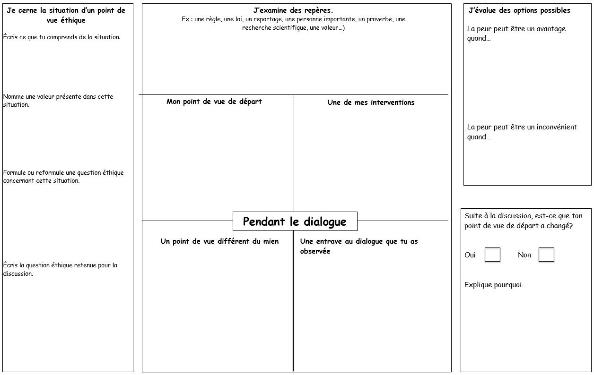 Je cerne la situation d'un point de
vue éthique
Écris ce que tu comprends de la situation.
Nomme une valeur présente dans cette
situation.
Formule ou reformule une question éthique
concernant cette situation.
Écris la question éthique retenue pour la
discussion.
J'examine des repères.
Ex : une règle, une loi, un reportage, une personne importante, un proverbe, une
recherche scientifique, une valeur…)
Mon point de vue de départ
Une de mes interventions
Pendant le dialogue
Un point de vue différent du mien
Une entrave au dialogue que tu as
observée
J'évalue des options possibles
La peur peut être un avantage
quand…
La peur peut être un inconvénient
quand…
Suite à la discussion, est-ce que ton
point de vue de départ a changé?
Oui Non
Explique pourquoi.